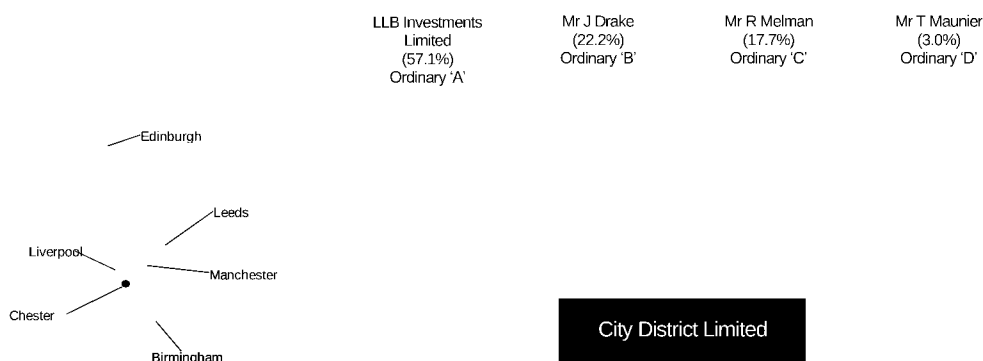 LLB Investments
Limited
(57.1%)
Ordinary ‘A’
Mr J Drake
(22.2%)
Ordinary ‘B’
Mr R Melman
(17.7%)
Ordinary ‘C’
Mr T Maunier
(3.0%)
Ordinary ‘D’
Edinburgh
Leeds
Liverpool
Manchester
Chester
Birmingham
City District Limited